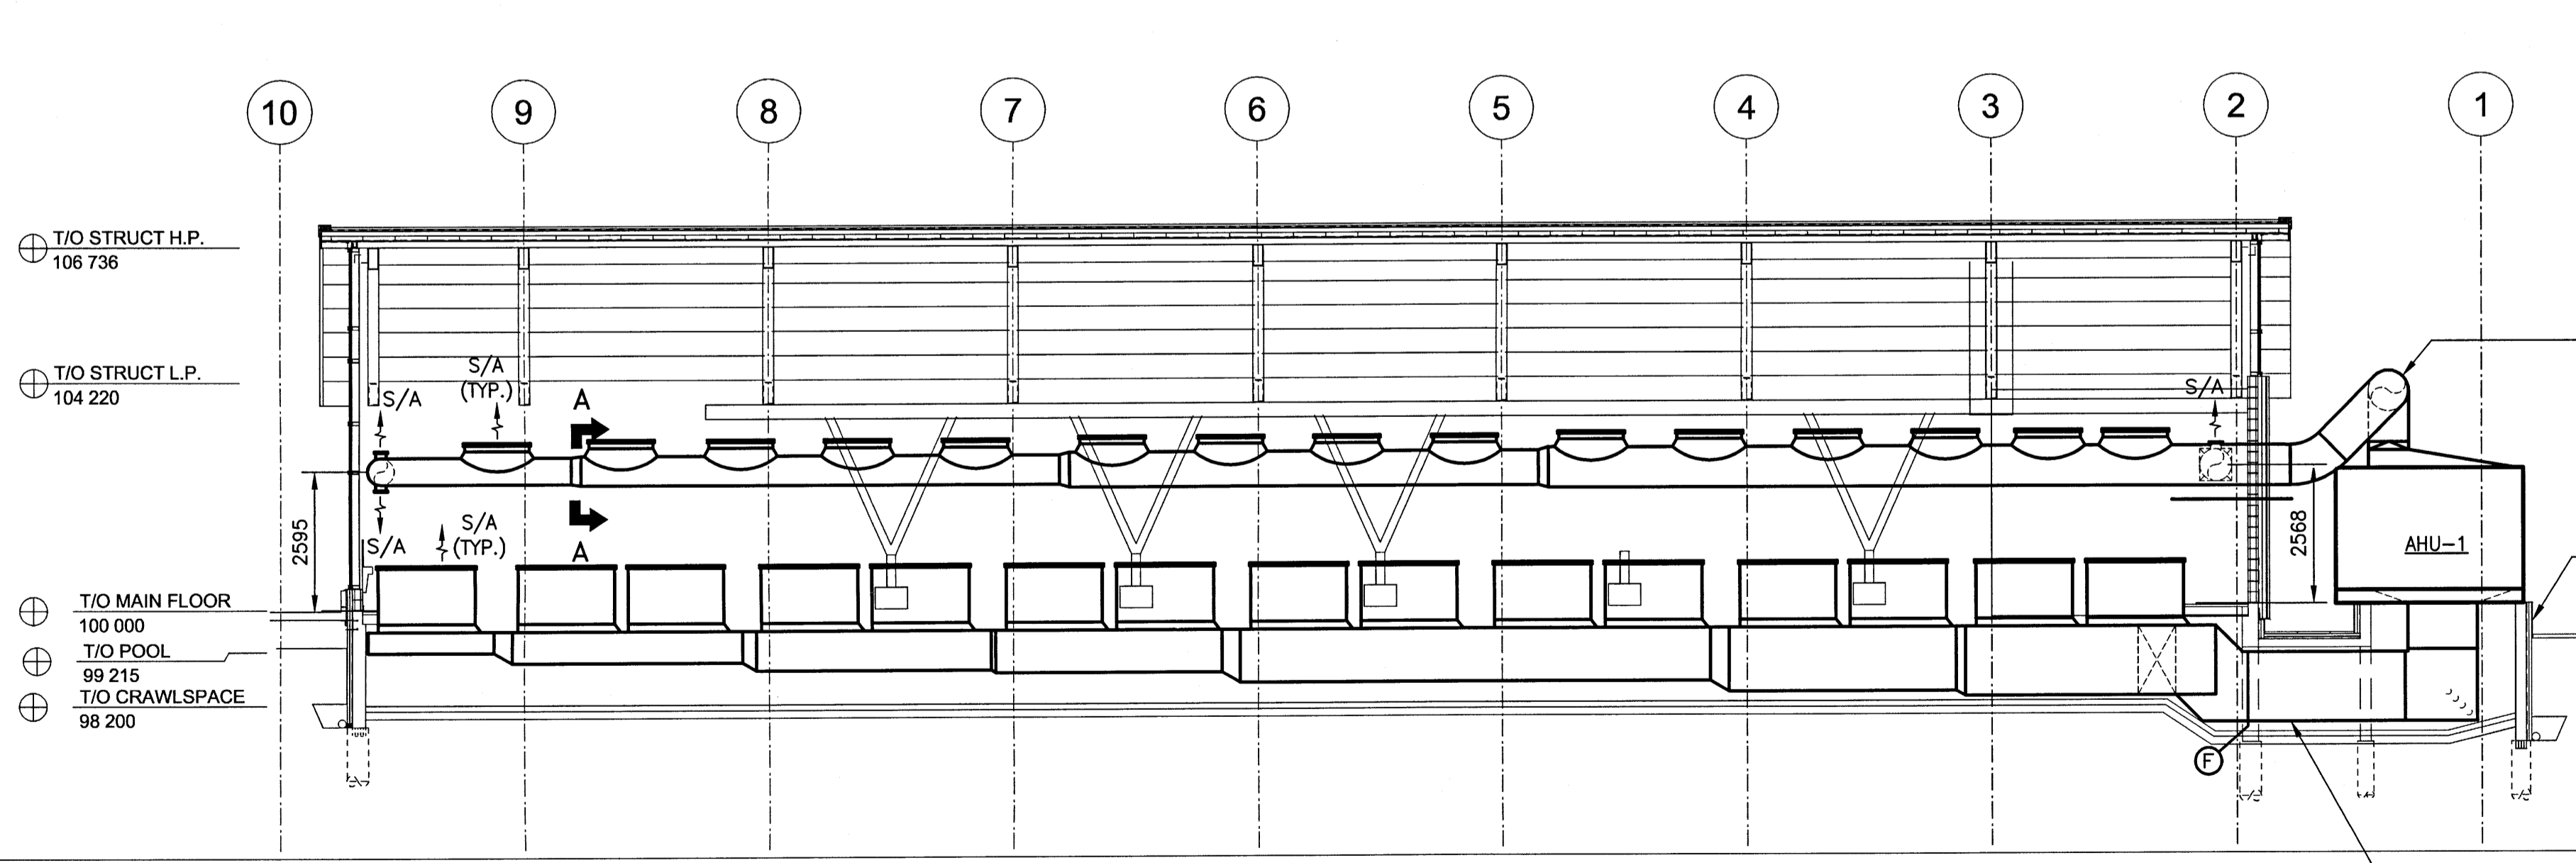 10 9 8 7 6 5 4 3 2 1
T/O STRUCT H.P.
106 736
T/O STRUCT L.P.
104 220
S/A
(TYP.)
S/A
A
S/A
2595
S/A
S/A
(TYP.)
A
2568
AHU-1
T/O MAIN FLOOR
100 000
T/O POOL
99 215
T/O CRAWLSPACE
98 200
F